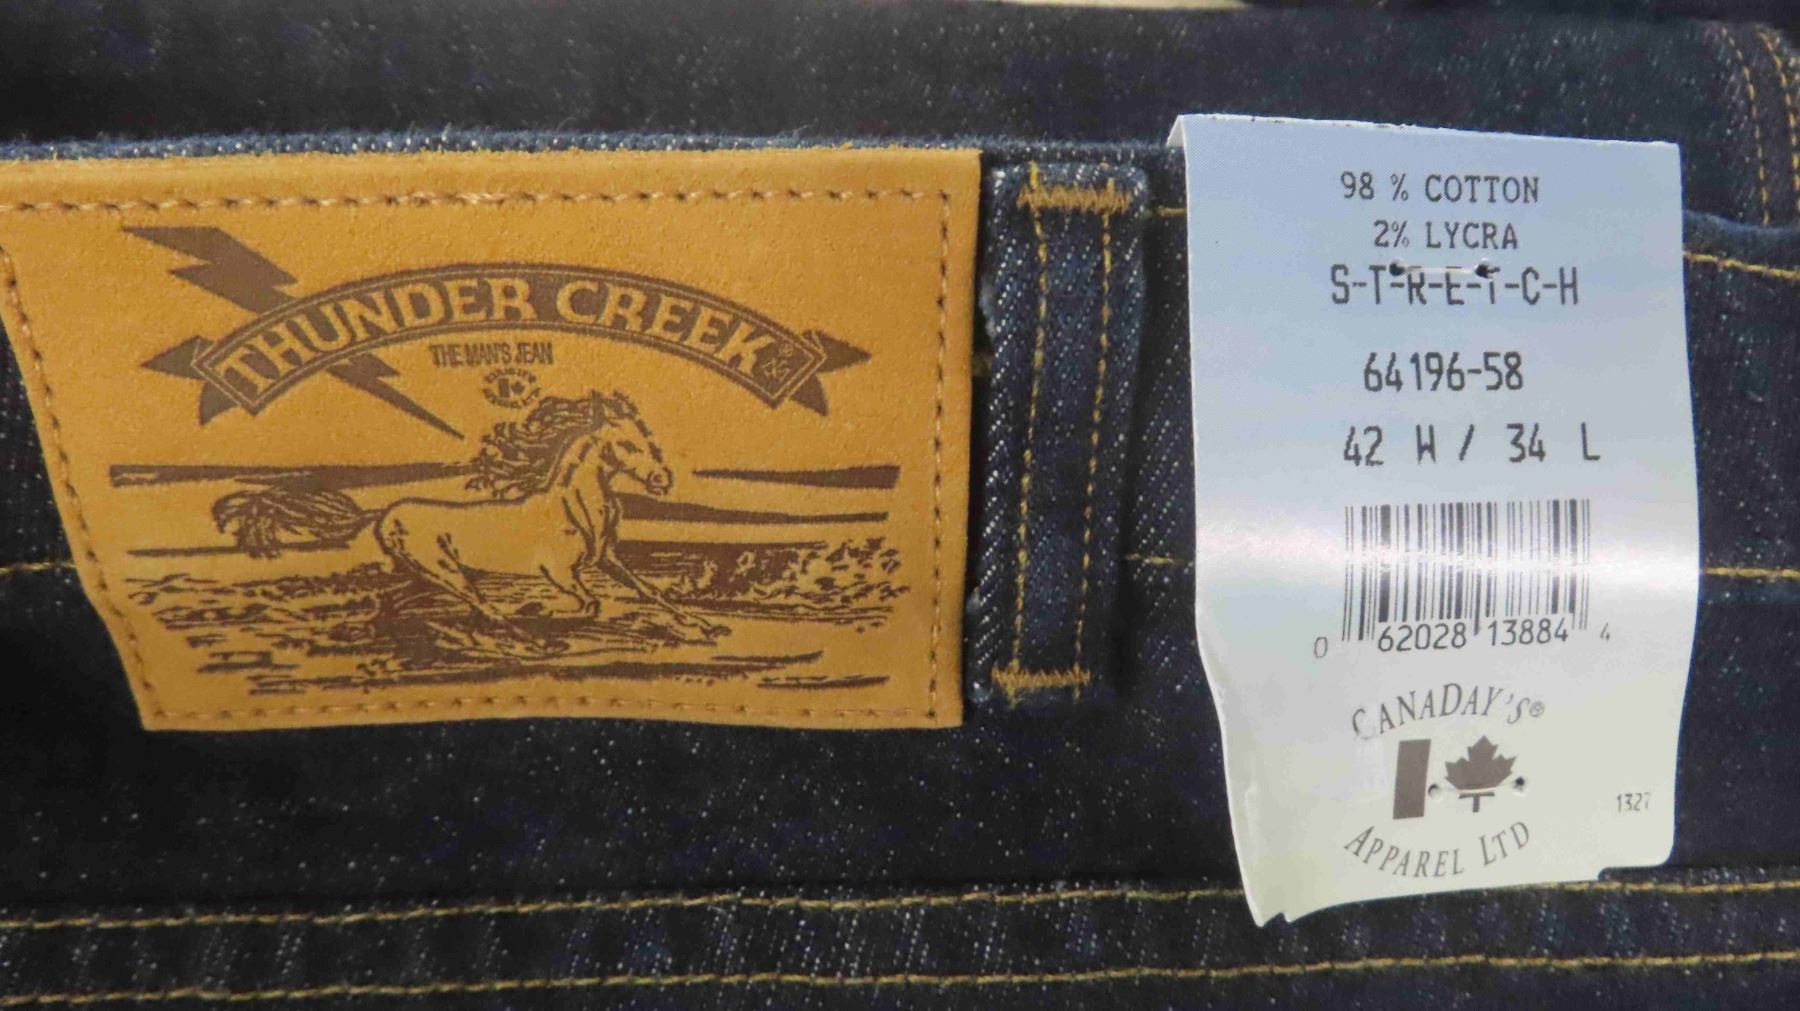 THUNDER CREEK®
THE MAN'S JEAN
98 % COTTON
2% LYCRA
S-T-R-E-T-C-H
64196-58
42 W / 34 L
0 62028 13884 4
CANADAY'S®
APPAREL LTD
1327